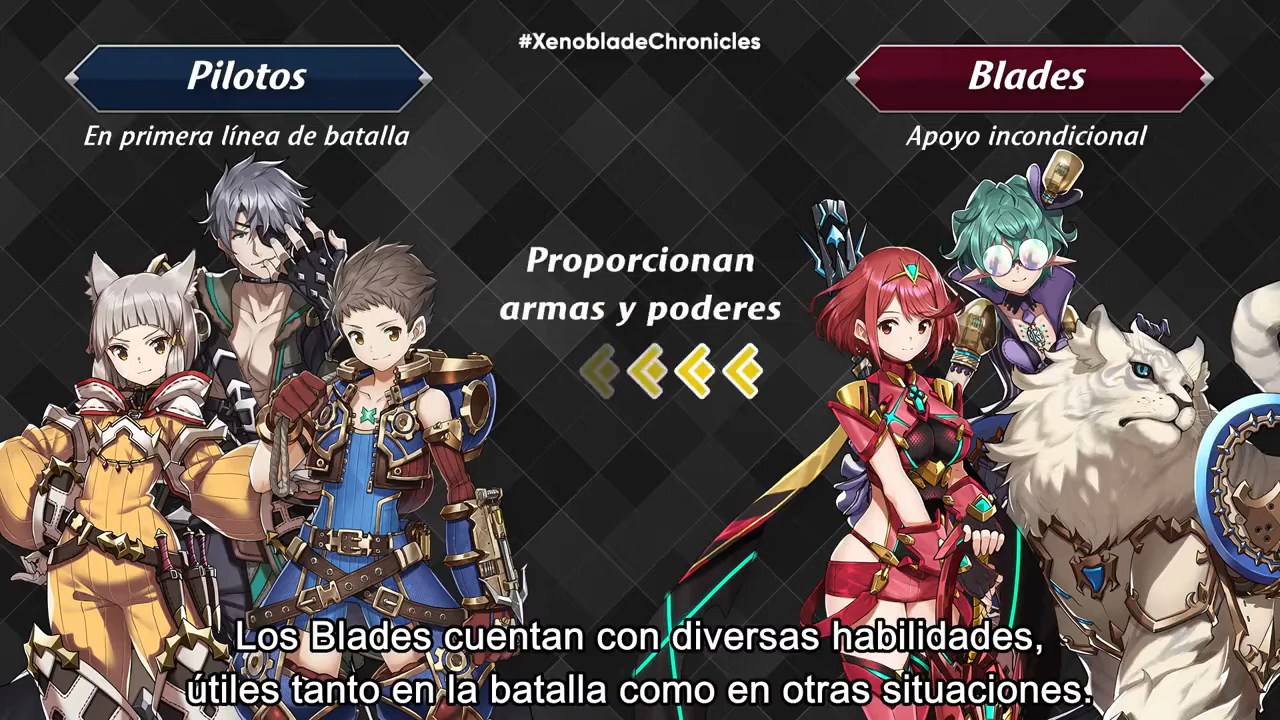 #XenobladeChronicles
Pilotos
En primera línea de batalla
Blades
Apoyo incondicional
Proporcionan
armas y poderes
Los Blades cuentan con diversas habilidades,
útiles tanto en la batalla como en otras situaciones.